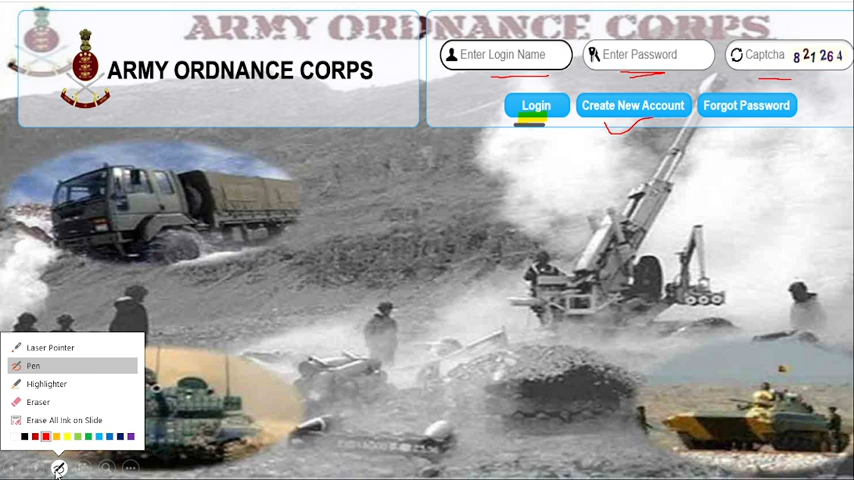 ARMY ORDNANCE CORPS
ARMY ORDNANCE CORPS
Enter Login Name
Enter Password
Captcha
821264
Login
Create New Account
Forgot Password
Laser Pointer
Pen
Highlighter
Eraser
Erase All Ink on Slide